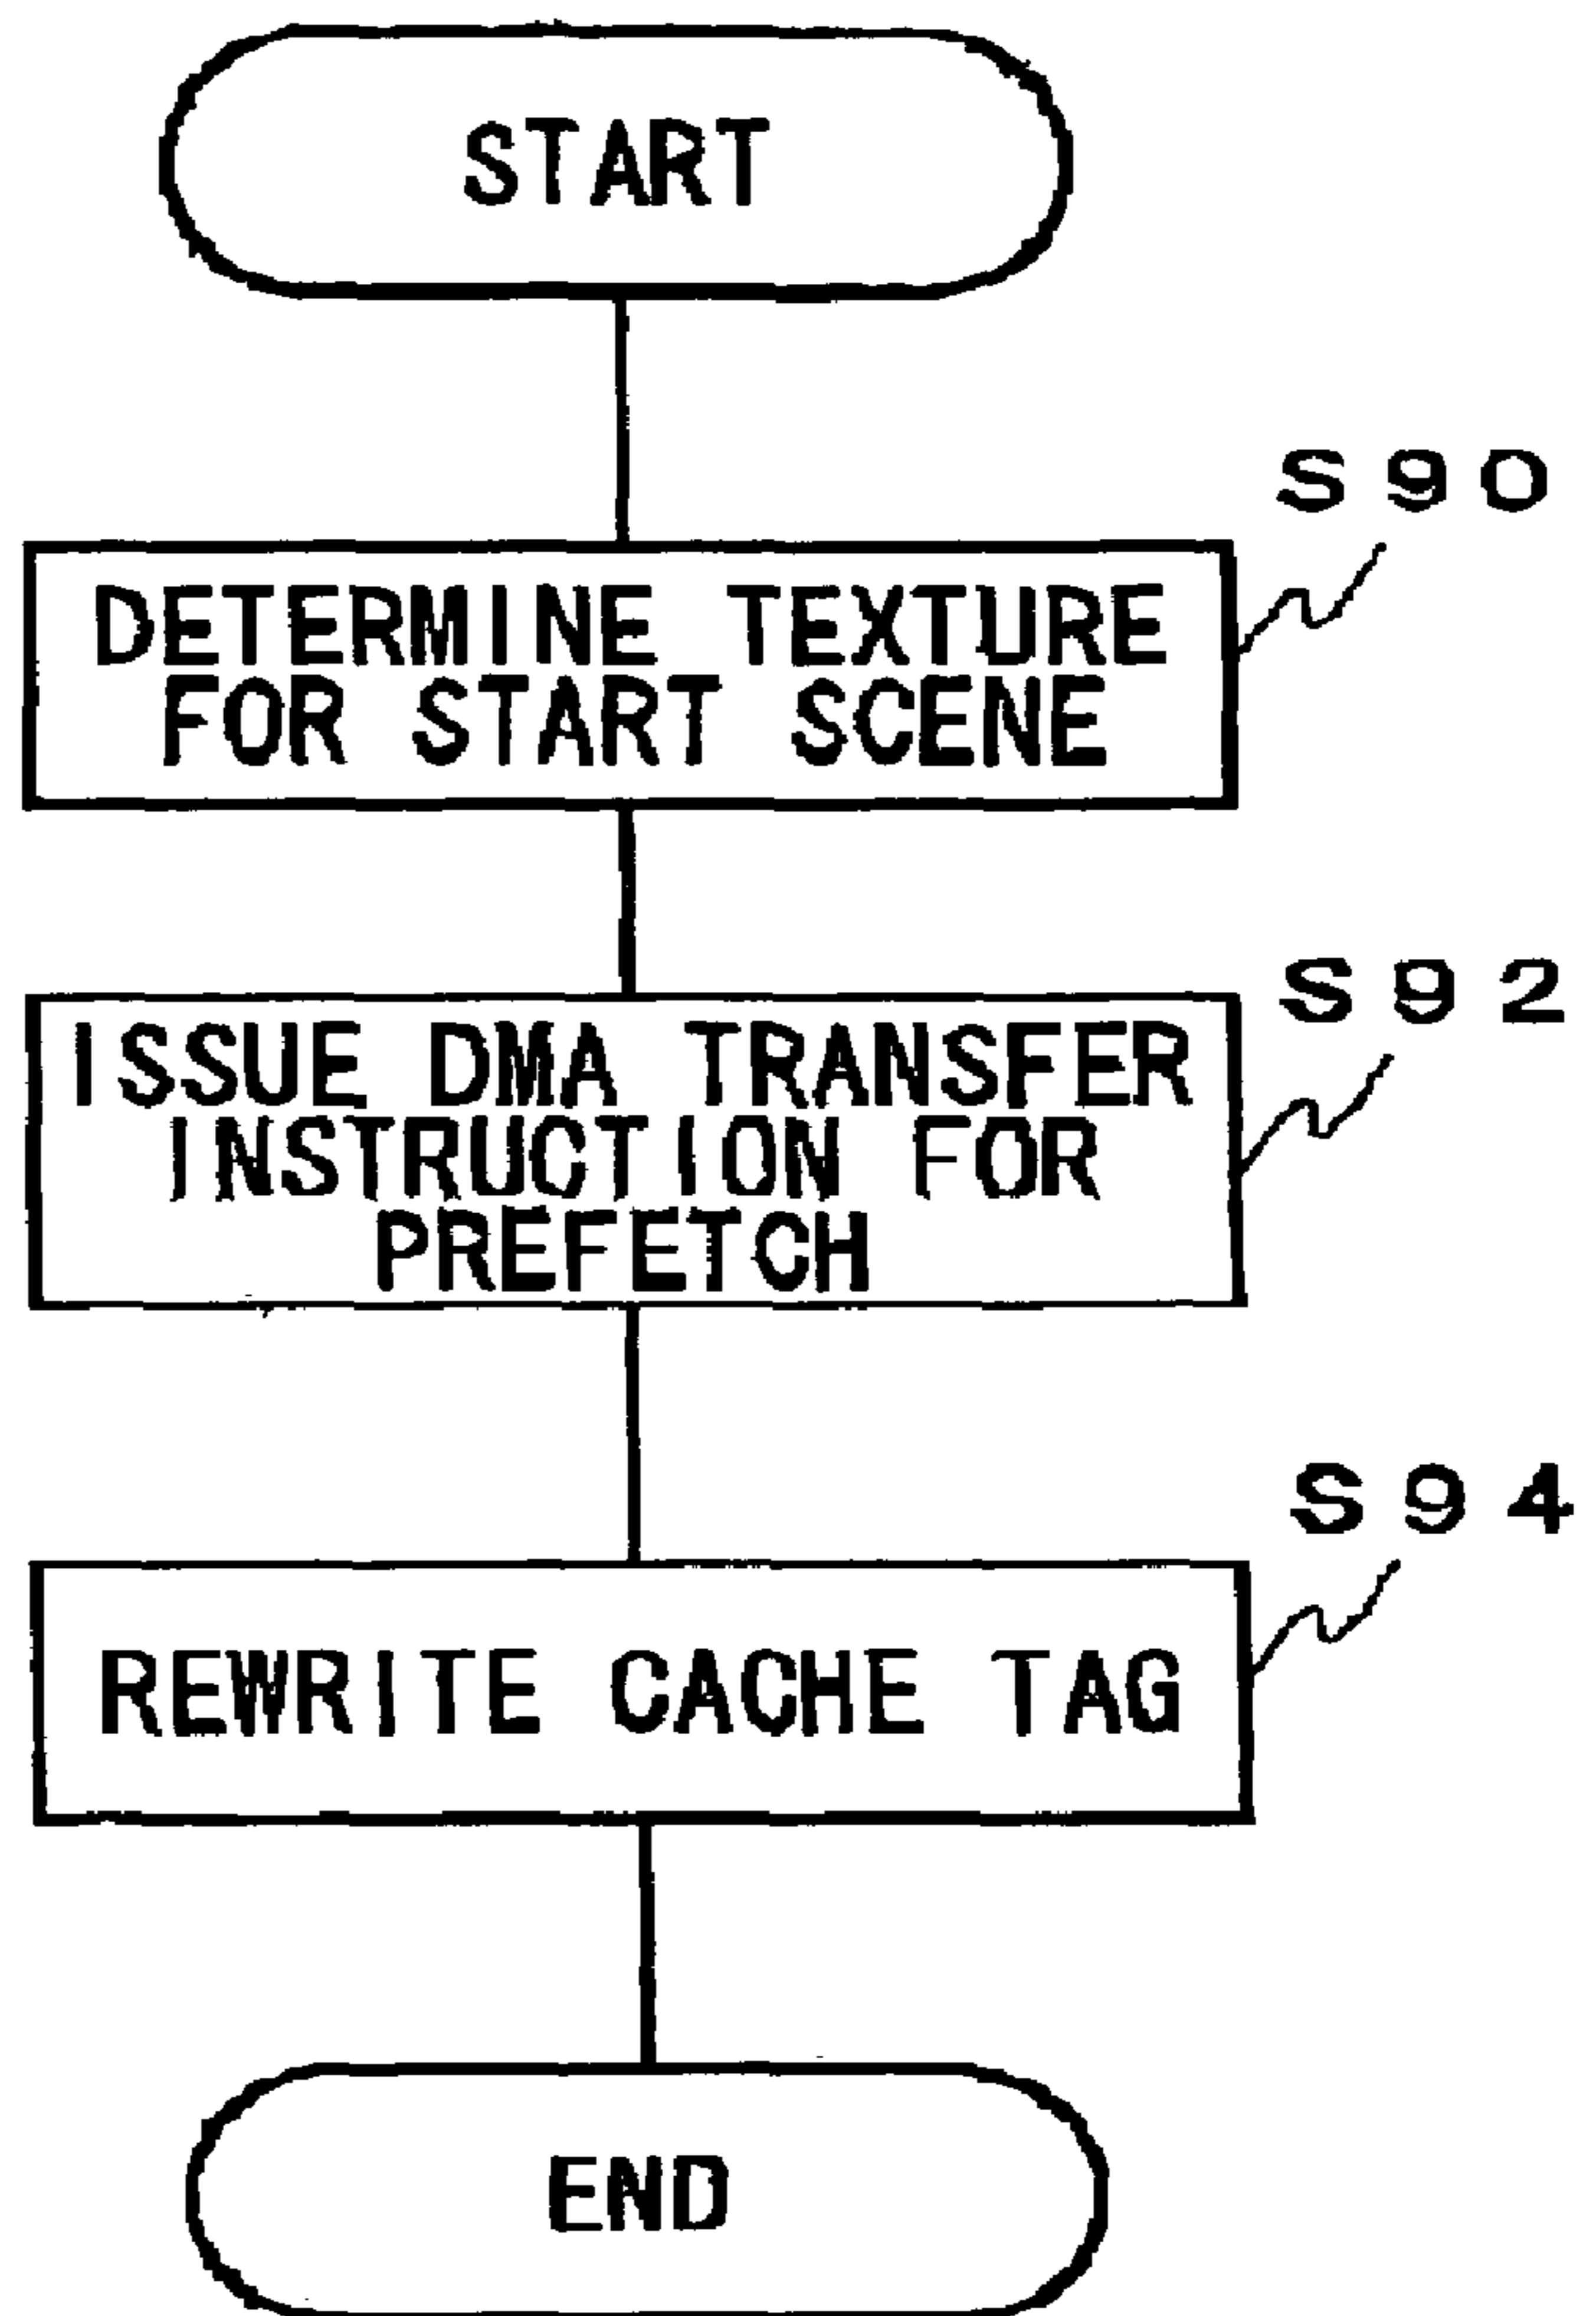 START
S90
DETERMINE TEXTURE
FOR START SCENE
S92
ISSUE DMA TRANSFER
INSTRUCTION FOR
PREFETCH
S94
REWRITE CACHE TAG
END